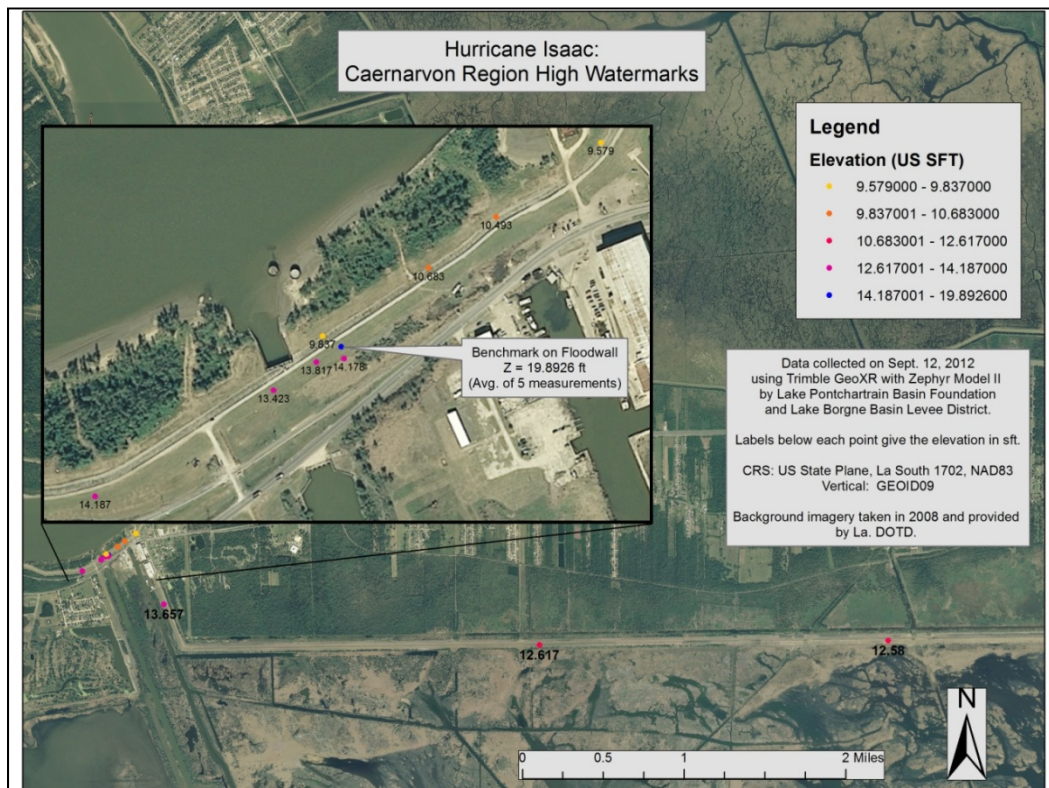 Hurricane Isaac:
Caernarvon Region High Watermarks
Legend
Elevation (US SFT)
9.579000 - 9.837000
9.837001 - 10.683000
10.683001 - 12.617000
12.617001 - 14.187000
14.187001 - 19.892600
9.579
10.493
10.683
9.837
13.817
14.178
13.423
14.187
Benchmark on Floodwall
Z = 19.8926 ft
(Avg. of 5 measurements)
Data collected on Sept. 12, 2012
using Trimble GeoXR with Zephyr Model II
by Lake Pontchartrain Basin Foundation
and Lake Borgne Basin Levee District.
Labels below each point give the elevation in sft.
CRS: US State Plane, La South 1702, NAD83
Vertical: GEOID09
Background imagery taken in 2008 and provided
by La. DOTD.
13.657
12.617
12.58
N
0 0.5 1 2 Miles